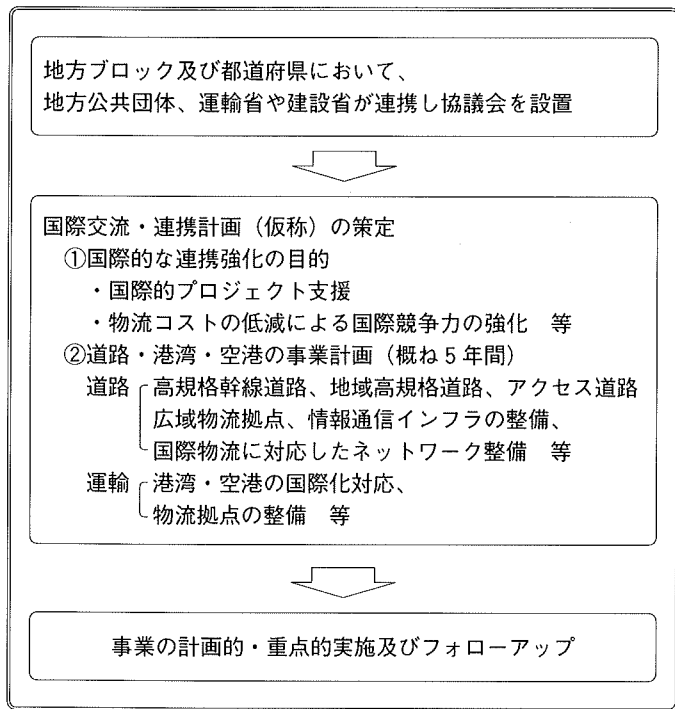 地方ブロック及び都道府県において、
地方公共団体、運輸省や建設省が連携し協議会を設置
国際交流・連携計画（仮称）の策定
①国際的な連携強化の目的
・国際的プロジェクト支援
・物流コストの低減による国際競争力の強化　等
②道路・港湾・空港の事業計画（概ね５年間）
道路 高規格幹線道路、地域高規格道路、アクセス道路
広域物流拠点、情報通信インフラの整備、
国際物流に対応したネットワーク整備　等
運輸 港湾・空港の国際化対応、
物流拠点の整備　等
事業の計画的・重点的実施及びフォローアップ